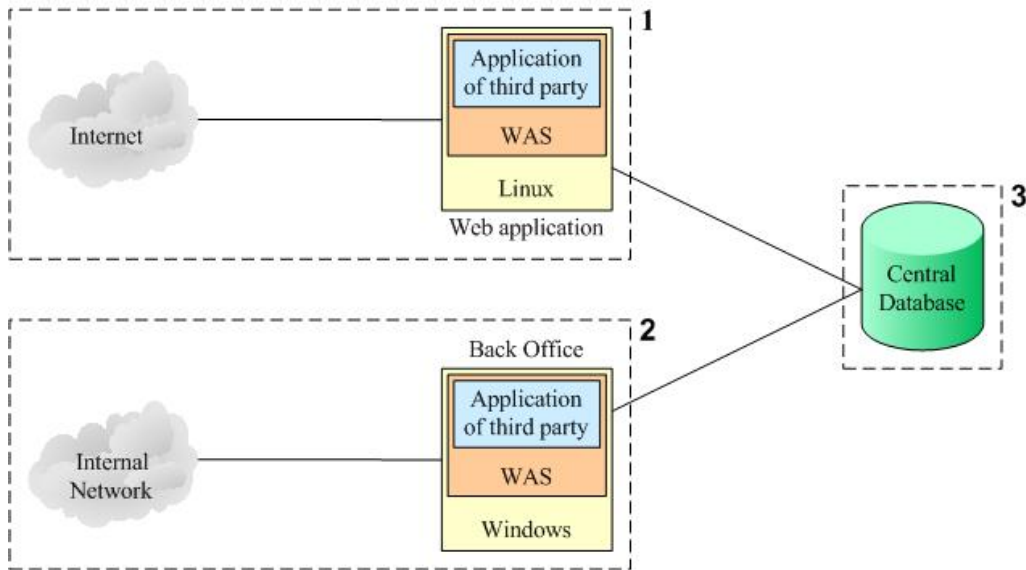 1
Application
of third party
Internet
WAS
Linux
Web application
3
Central
Database
2
Back Office
Application
of third party
Internal
Network
WAS
Windows